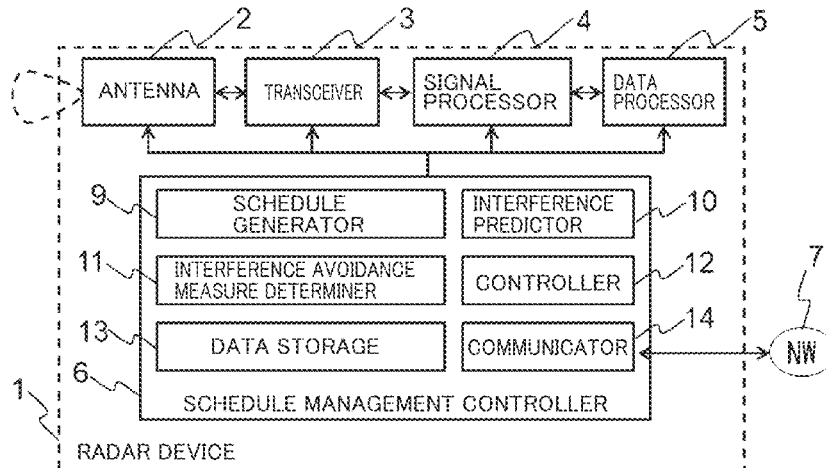 2
3
4
5
ANTENNA
TRANSCEIVER
SIGNAL
PROCESSOR
DATA
PROCESSOR
9
SCHEDULE
GENERATOR
INTERFERENCE
PREDICTOR
10
11
INTERFERENCE AVOIDANCE
MEASURE DETERMINER
CONTROLLER
12
7
13
DATA STORAGE
COMMUNICATOR
14
NW
6
SCHEDULE MANAGEMENT CONTROLLER
1
RADAR DEVICE